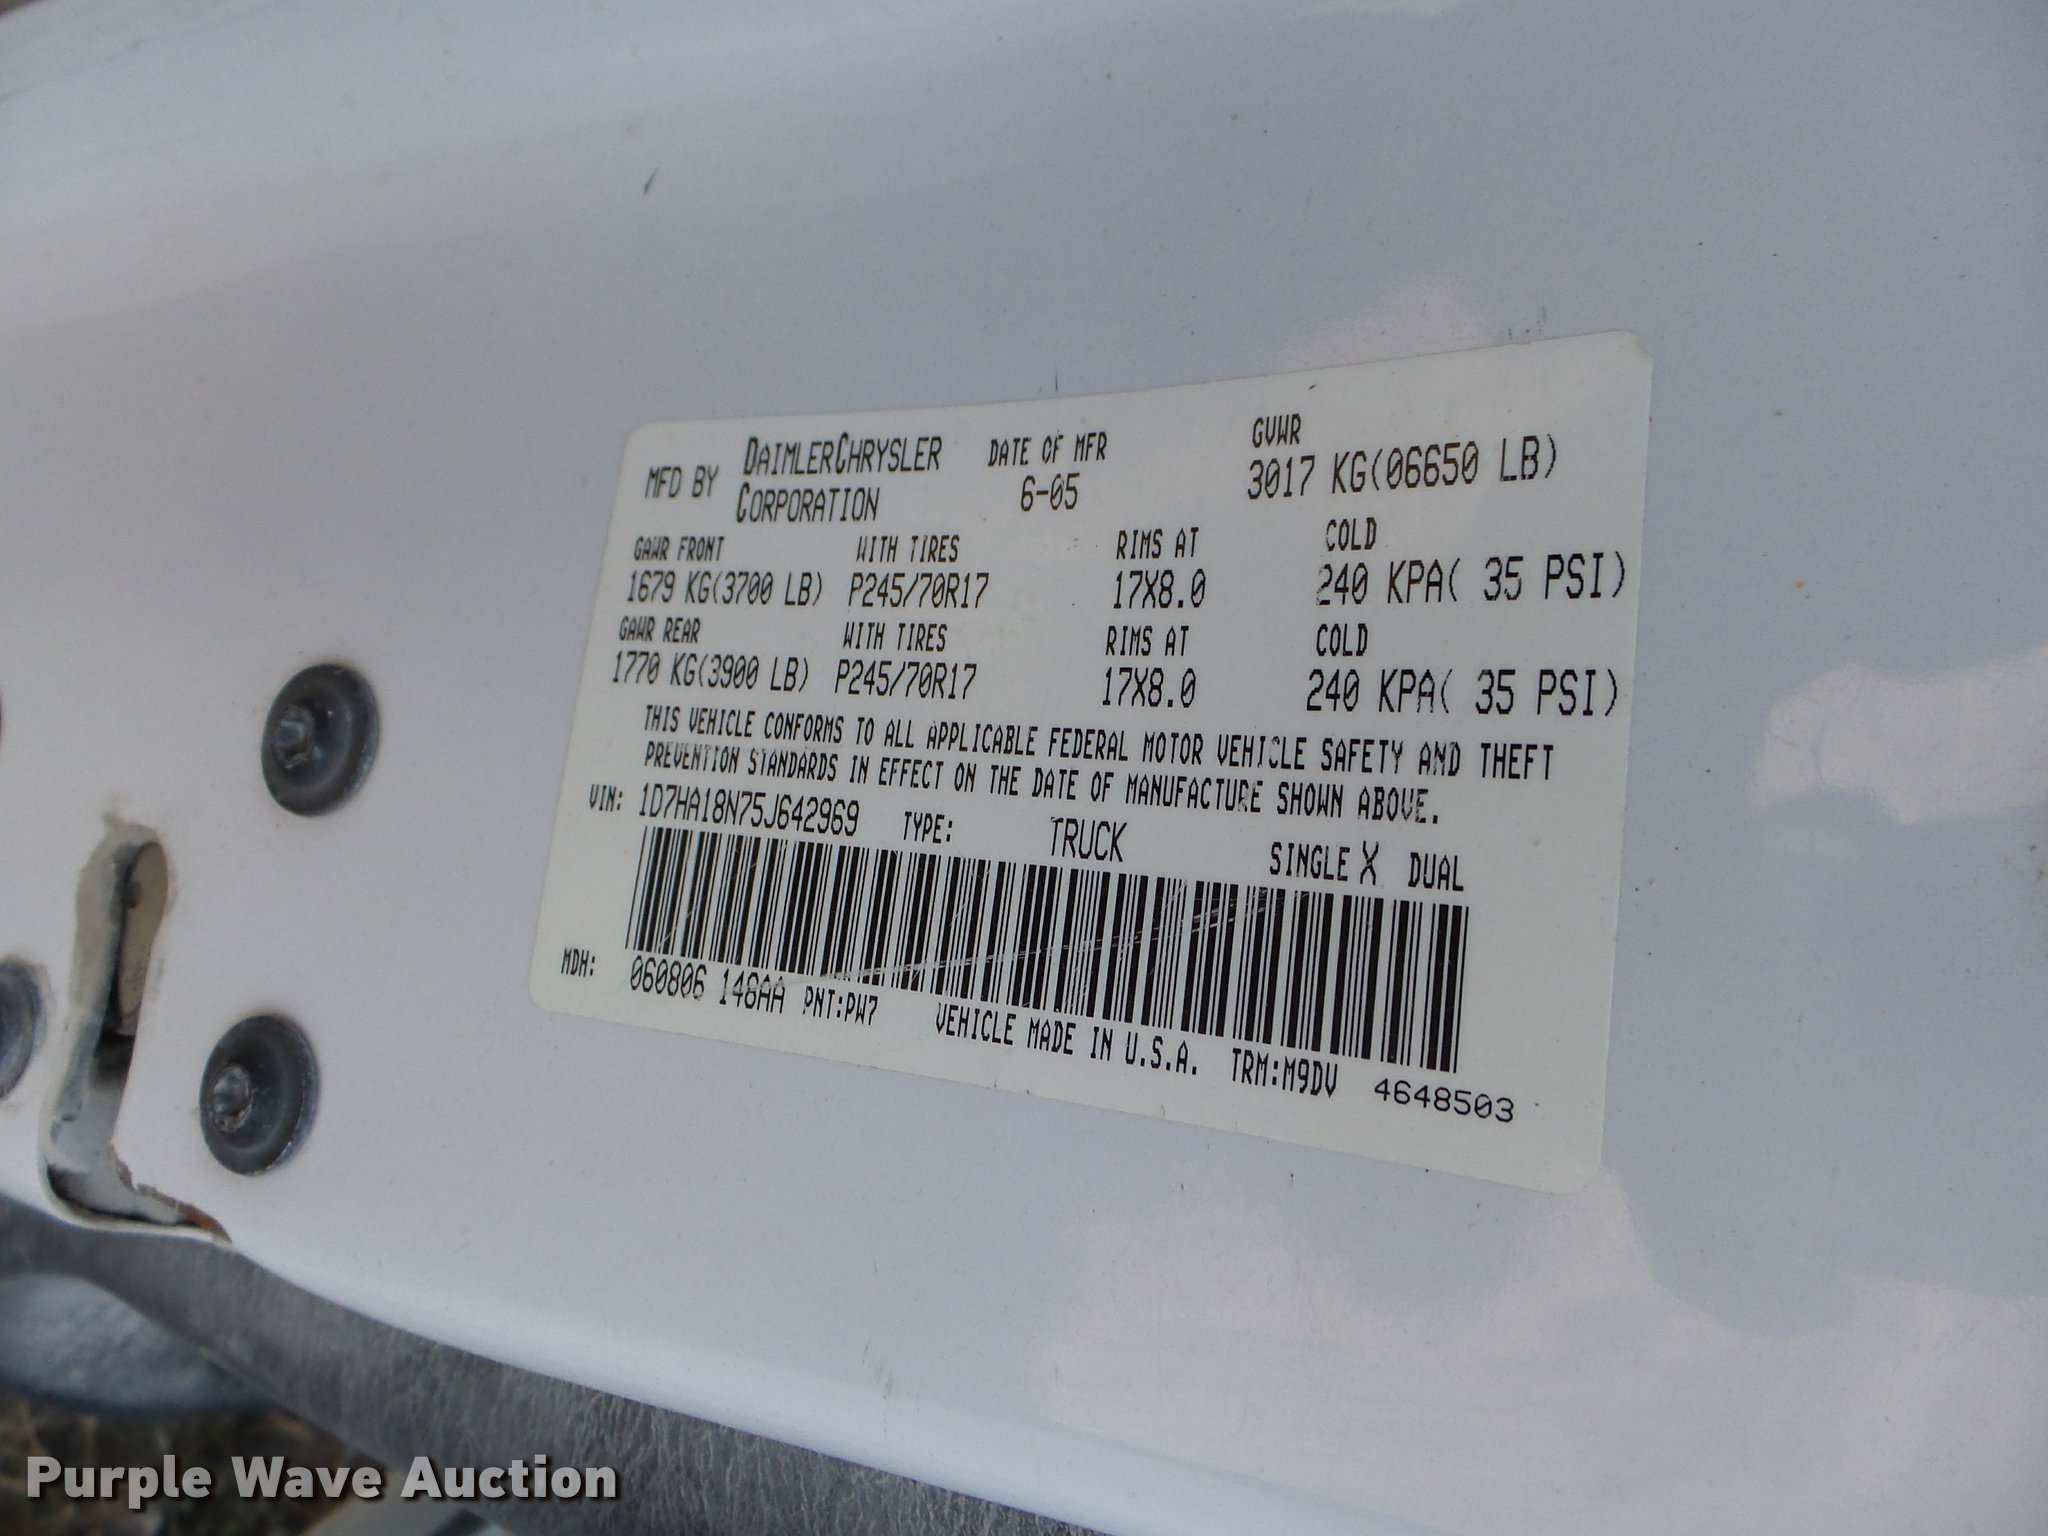 MFD BY DAIMLERCHRYSLER CORPORATION DATE OF MFR 6-05 GVWR 3017 KG(06650 LB)
GAWR FRONT WITH TIRES RIMS AT COLD
1679 KG(3700 LB) P245/70R17 17X8.0 240 KPA( 35 PSI)
GAWR REAR WITH TIRES RIMS AT COLD
1770 KG(3900 LB) P245/70R17 17X8.0 240 KPA( 35 PSI)
THIS VEHICLE CONFORMS TO ALL APPLICABLE FEDERAL MOTOR VEHICLE SAFETY AND THEFT
PREVENTION STANDARDS IN EFFECT ON THE DATE OF MANUFACTURE SHOWN ABOVE.
VIN: 1D7HA18N75J642969 TYPE: TRUCK SINGLE X DUAL
MDH: 060806 148AA PNT:PW7 VEHICLE MADE IN U.S.A. TRM:M9DV 4648503
Purple Wave Auction